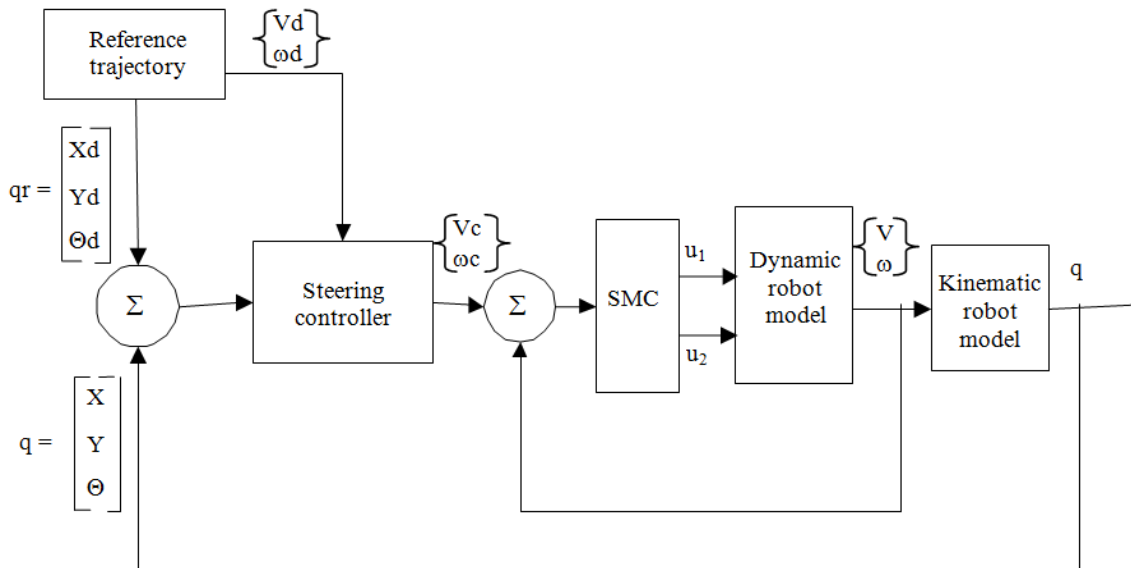 Reference
trajectory
Vd
ωd
qr =
Xd
Yd
Θd
Σ
Steering
controller
Vc
ωc
Σ
SMC
u₁
u₂
Dynamic
robot
model
V
ω
Kinematic
robot
model
q
q =
X
Y
Θ